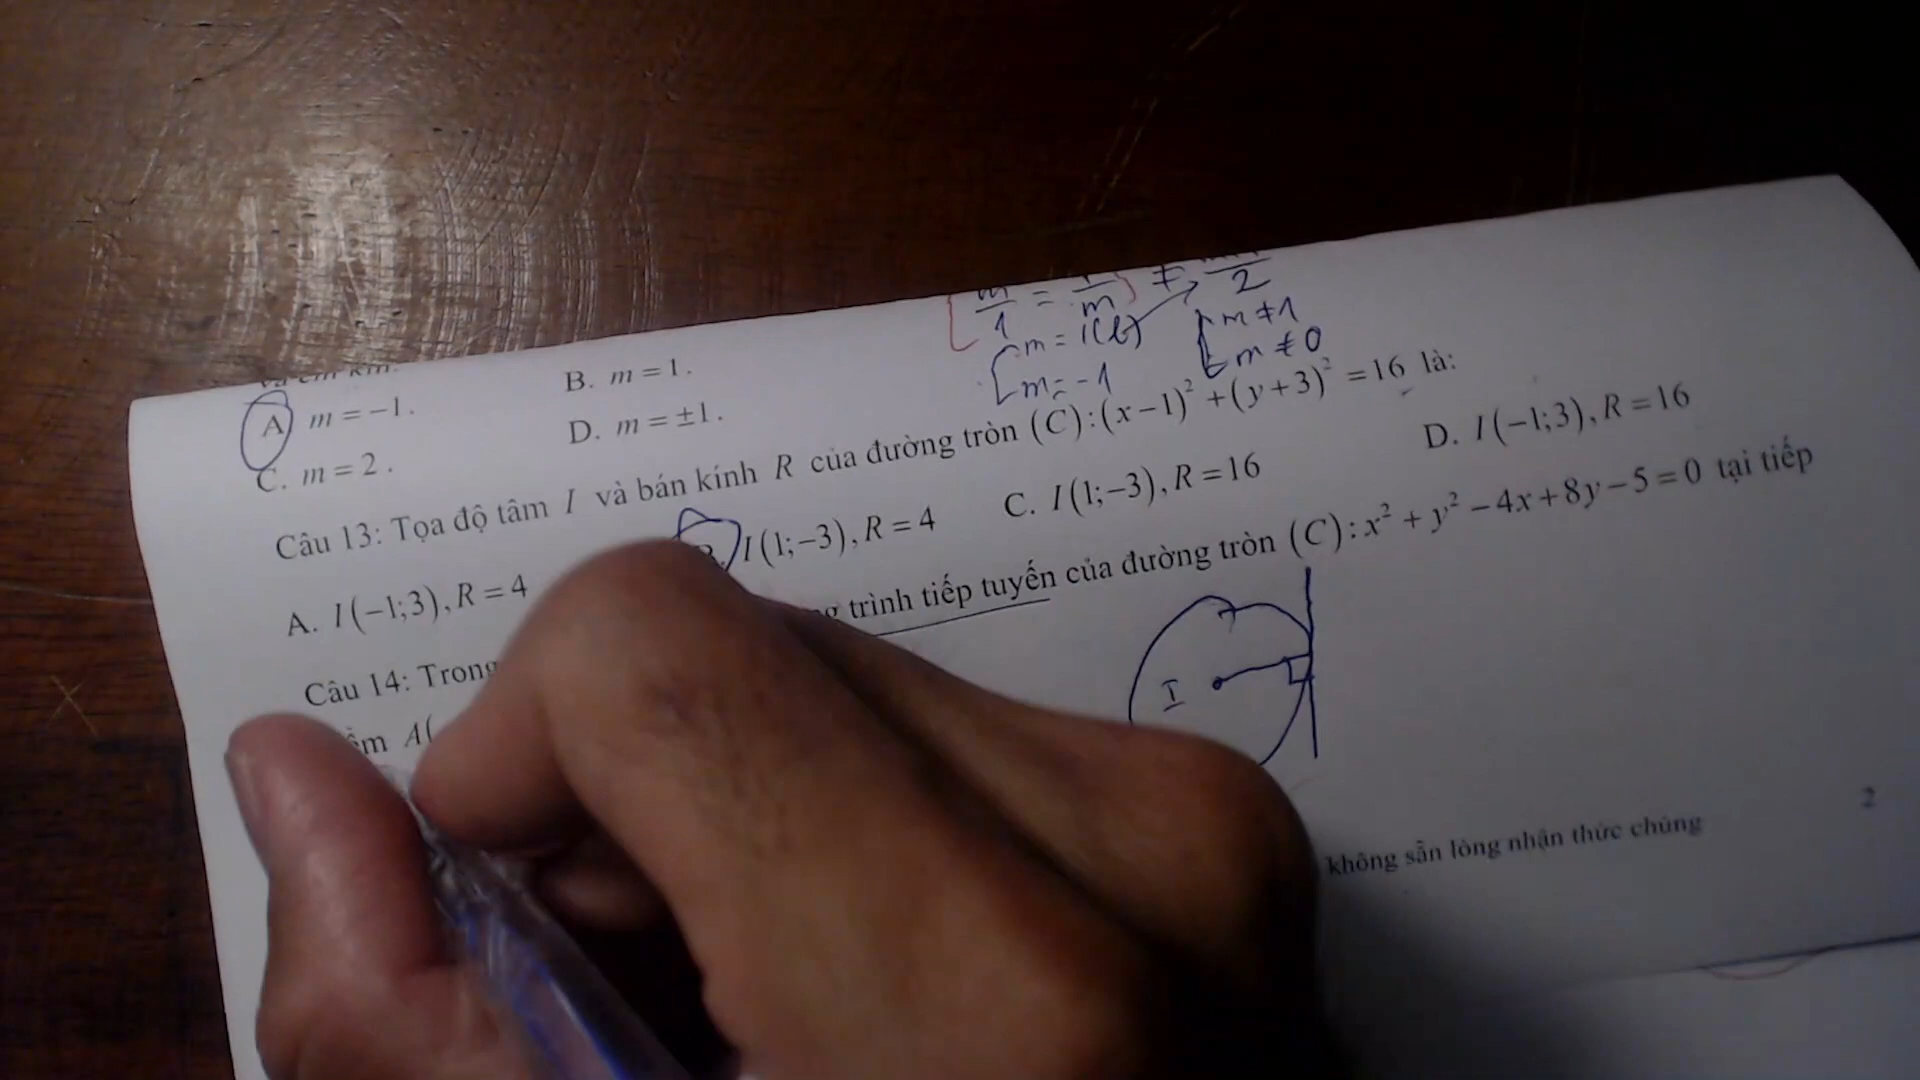 m/1 = 1/m ≠ 2
m = 1(l) m ≠ 1
m = -1 m ≠ 0
B. m = 1.
A m = −1.
D. m = ±1.
C. m = 2.
Câu 13: Tọa độ tâm I và bán kính R của đường tròn (C):(x−1)²+(y+3)²=16 là:
A. I(−1;3), R = 4 B. I(1;−3), R = 4 C. I(1;−3), R = 16 D. I(−1;3), R = 16
Câu 14: Trong trình tiếp tuyến của đường tròn (C): x² + y² − 4x + 8y − 5 = 0 tại tiếp
A(
I
không sẵn lòng nhận thức chúng
2